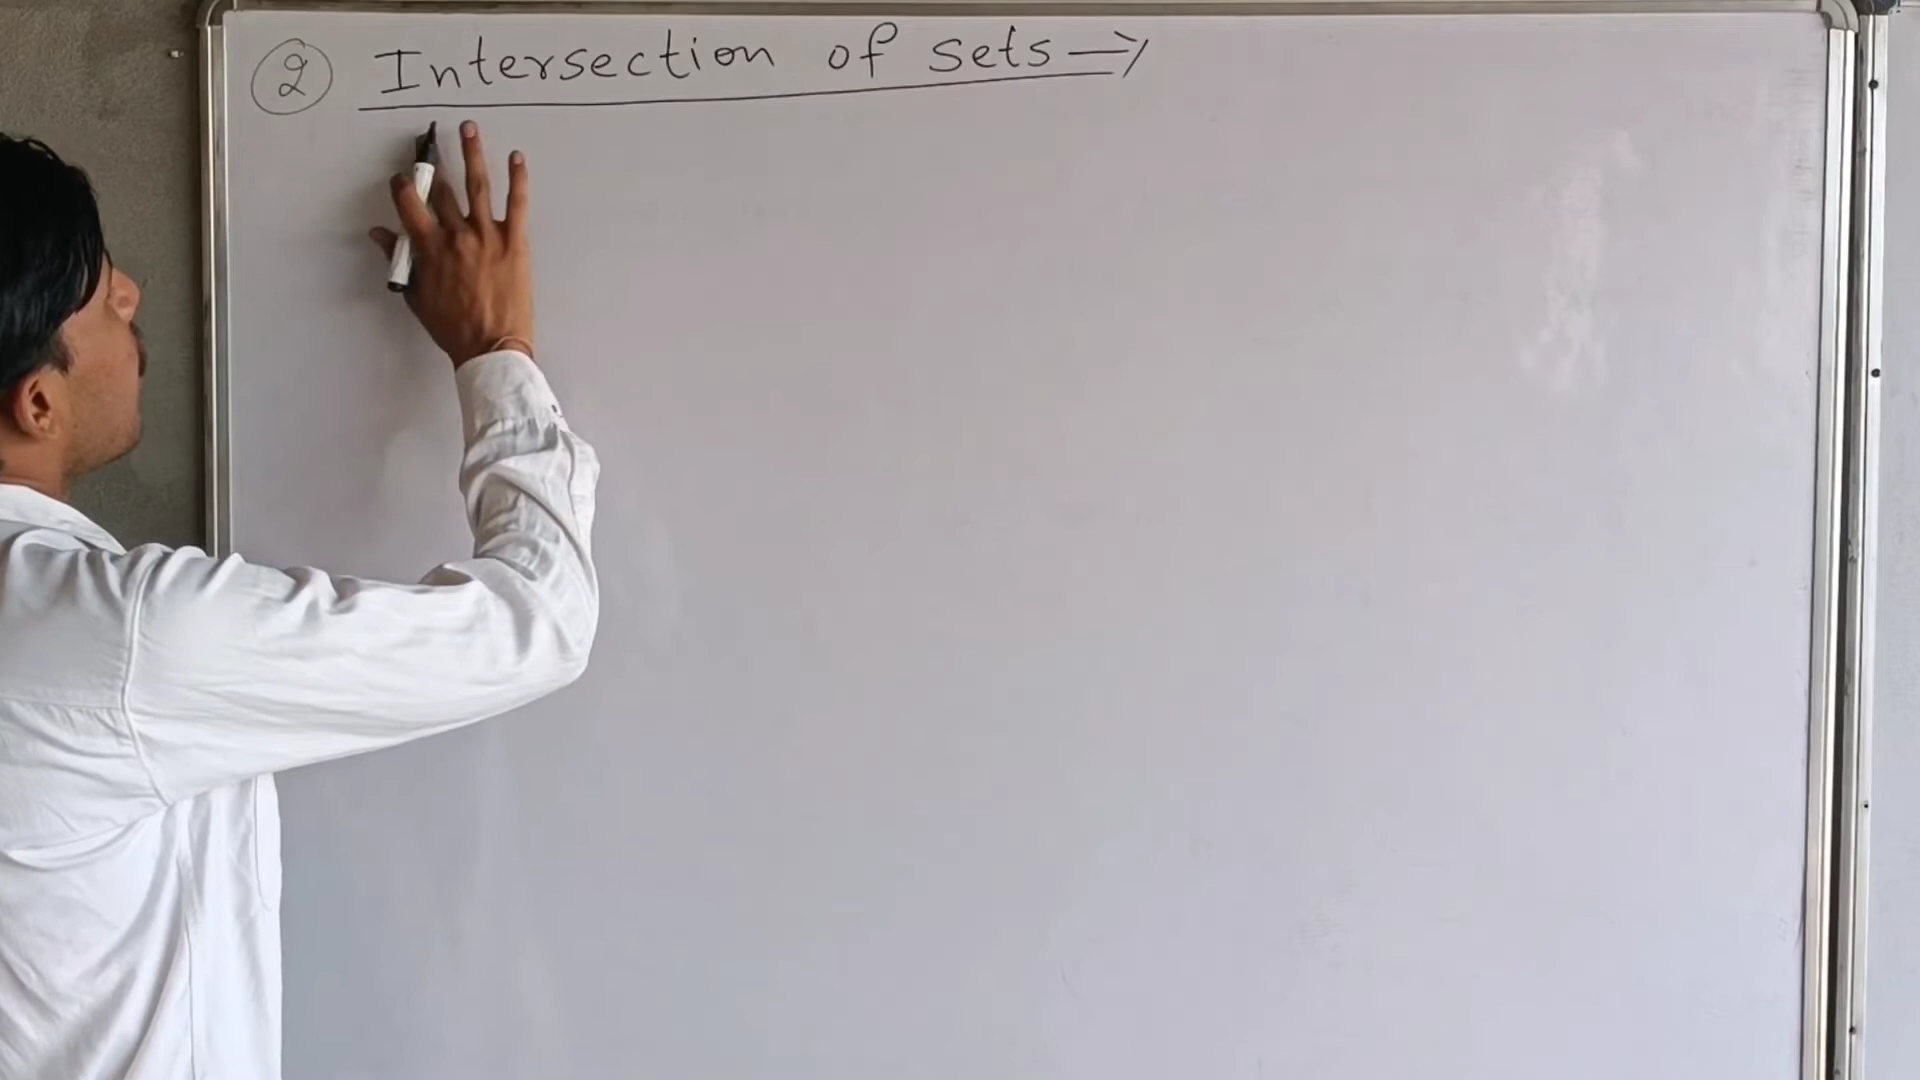 ② Intersection of sets →